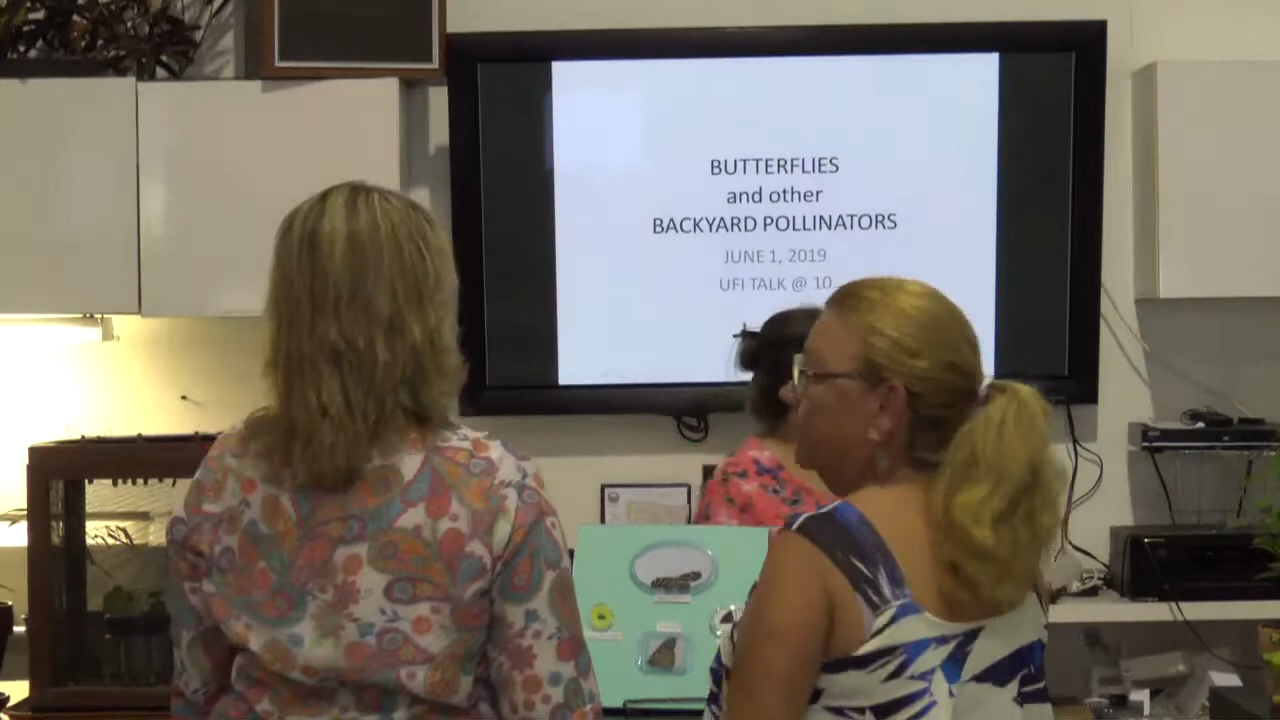 BUTTERFLIES
and other
BACKYARD POLLINATORS
JUNE 1, 2019
UFI TALK @ 10